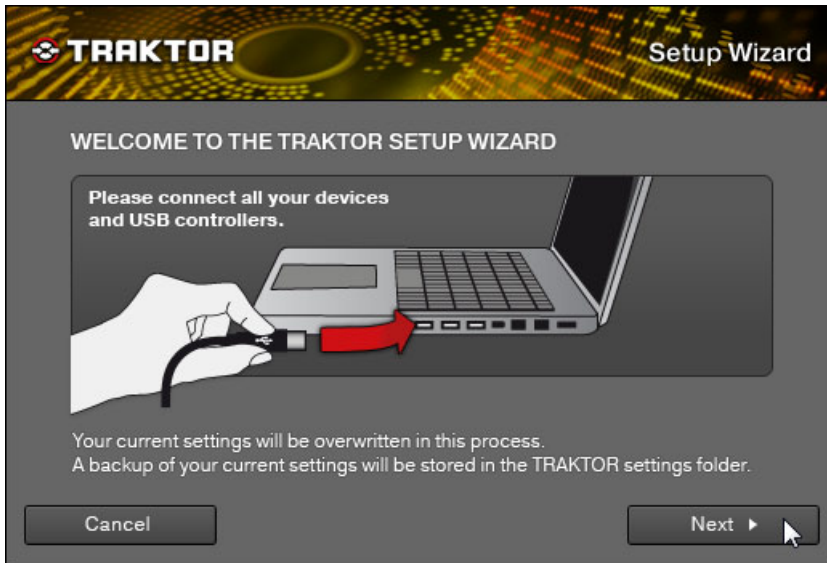 TRAKTOR
Setup Wizard
WELCOME TO THE TRAKTOR SETUP WIZARD
Please connect all your devices
and USB controllers.
Your current settings will be overwritten in this process.
A backup of your current settings will be stored in the TRAKTOR settings folder.
Cancel
Next